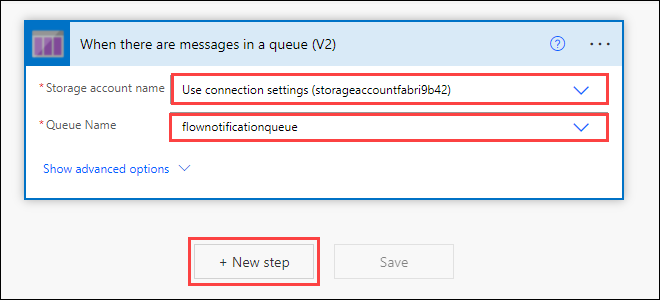 When there are messages in a queue (V2)
* Storage account name Use connection settings (storageaccountfabri9b42)
* Queue Name flownotificationqueue
Show advanced options
+ New step Save